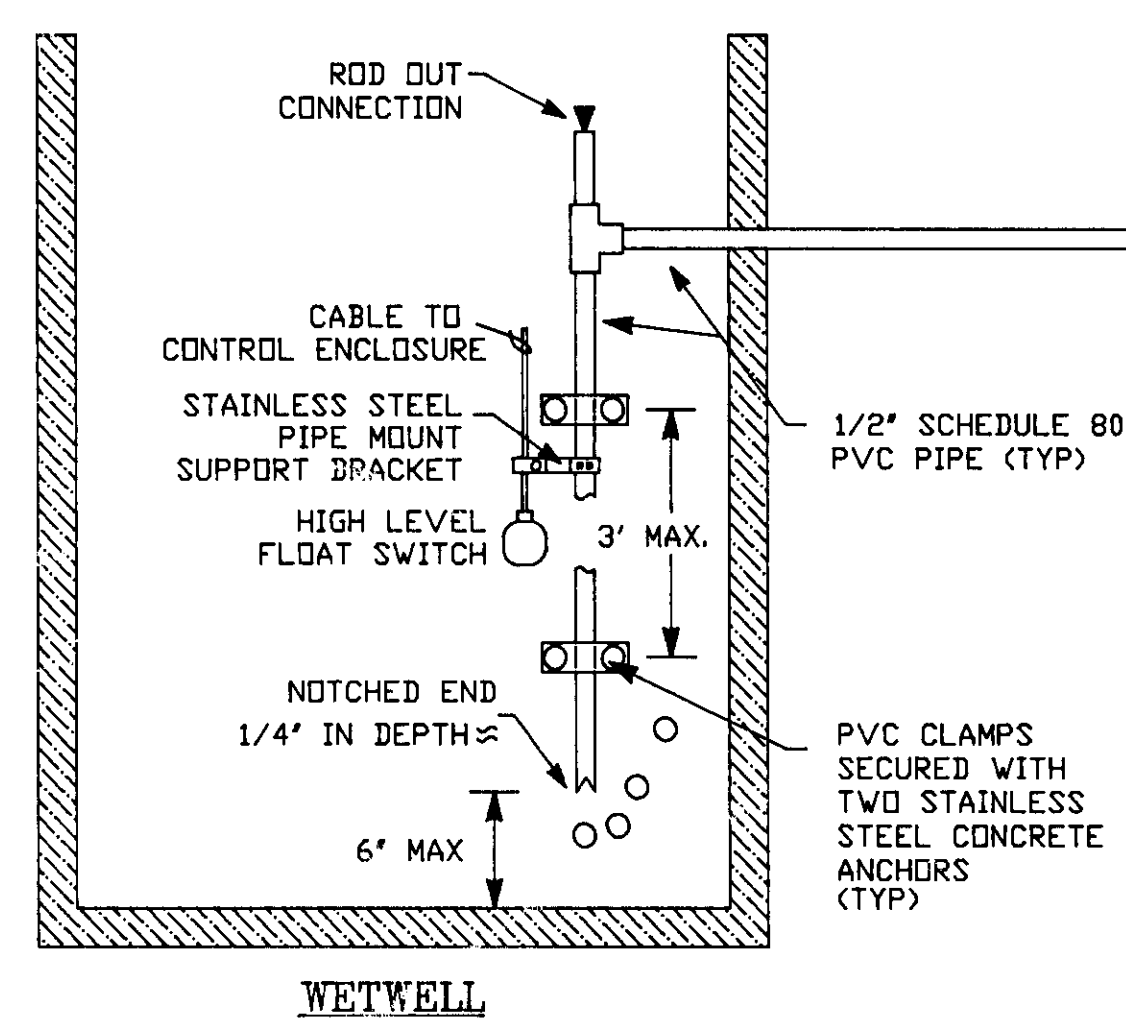 ROD OUT
CONNECTION
CABLE TO
CONTROL ENCLOSURE
STAINLESS STEEL
PIPE MOUNT
SUPPORT BRACKET
HIGH LEVEL
FLOAT SWITCH
3' MAX.
1/2" SCHEDULE 80
PVC PIPE (TYP)
NOTCHED END
1/4" IN DEPTH≈
6" MAX
PVC CLAMPS
SECURED WITH
TWO STAINLESS
STEEL CONCRETE
ANCHORS
(TYP)
WETWELL